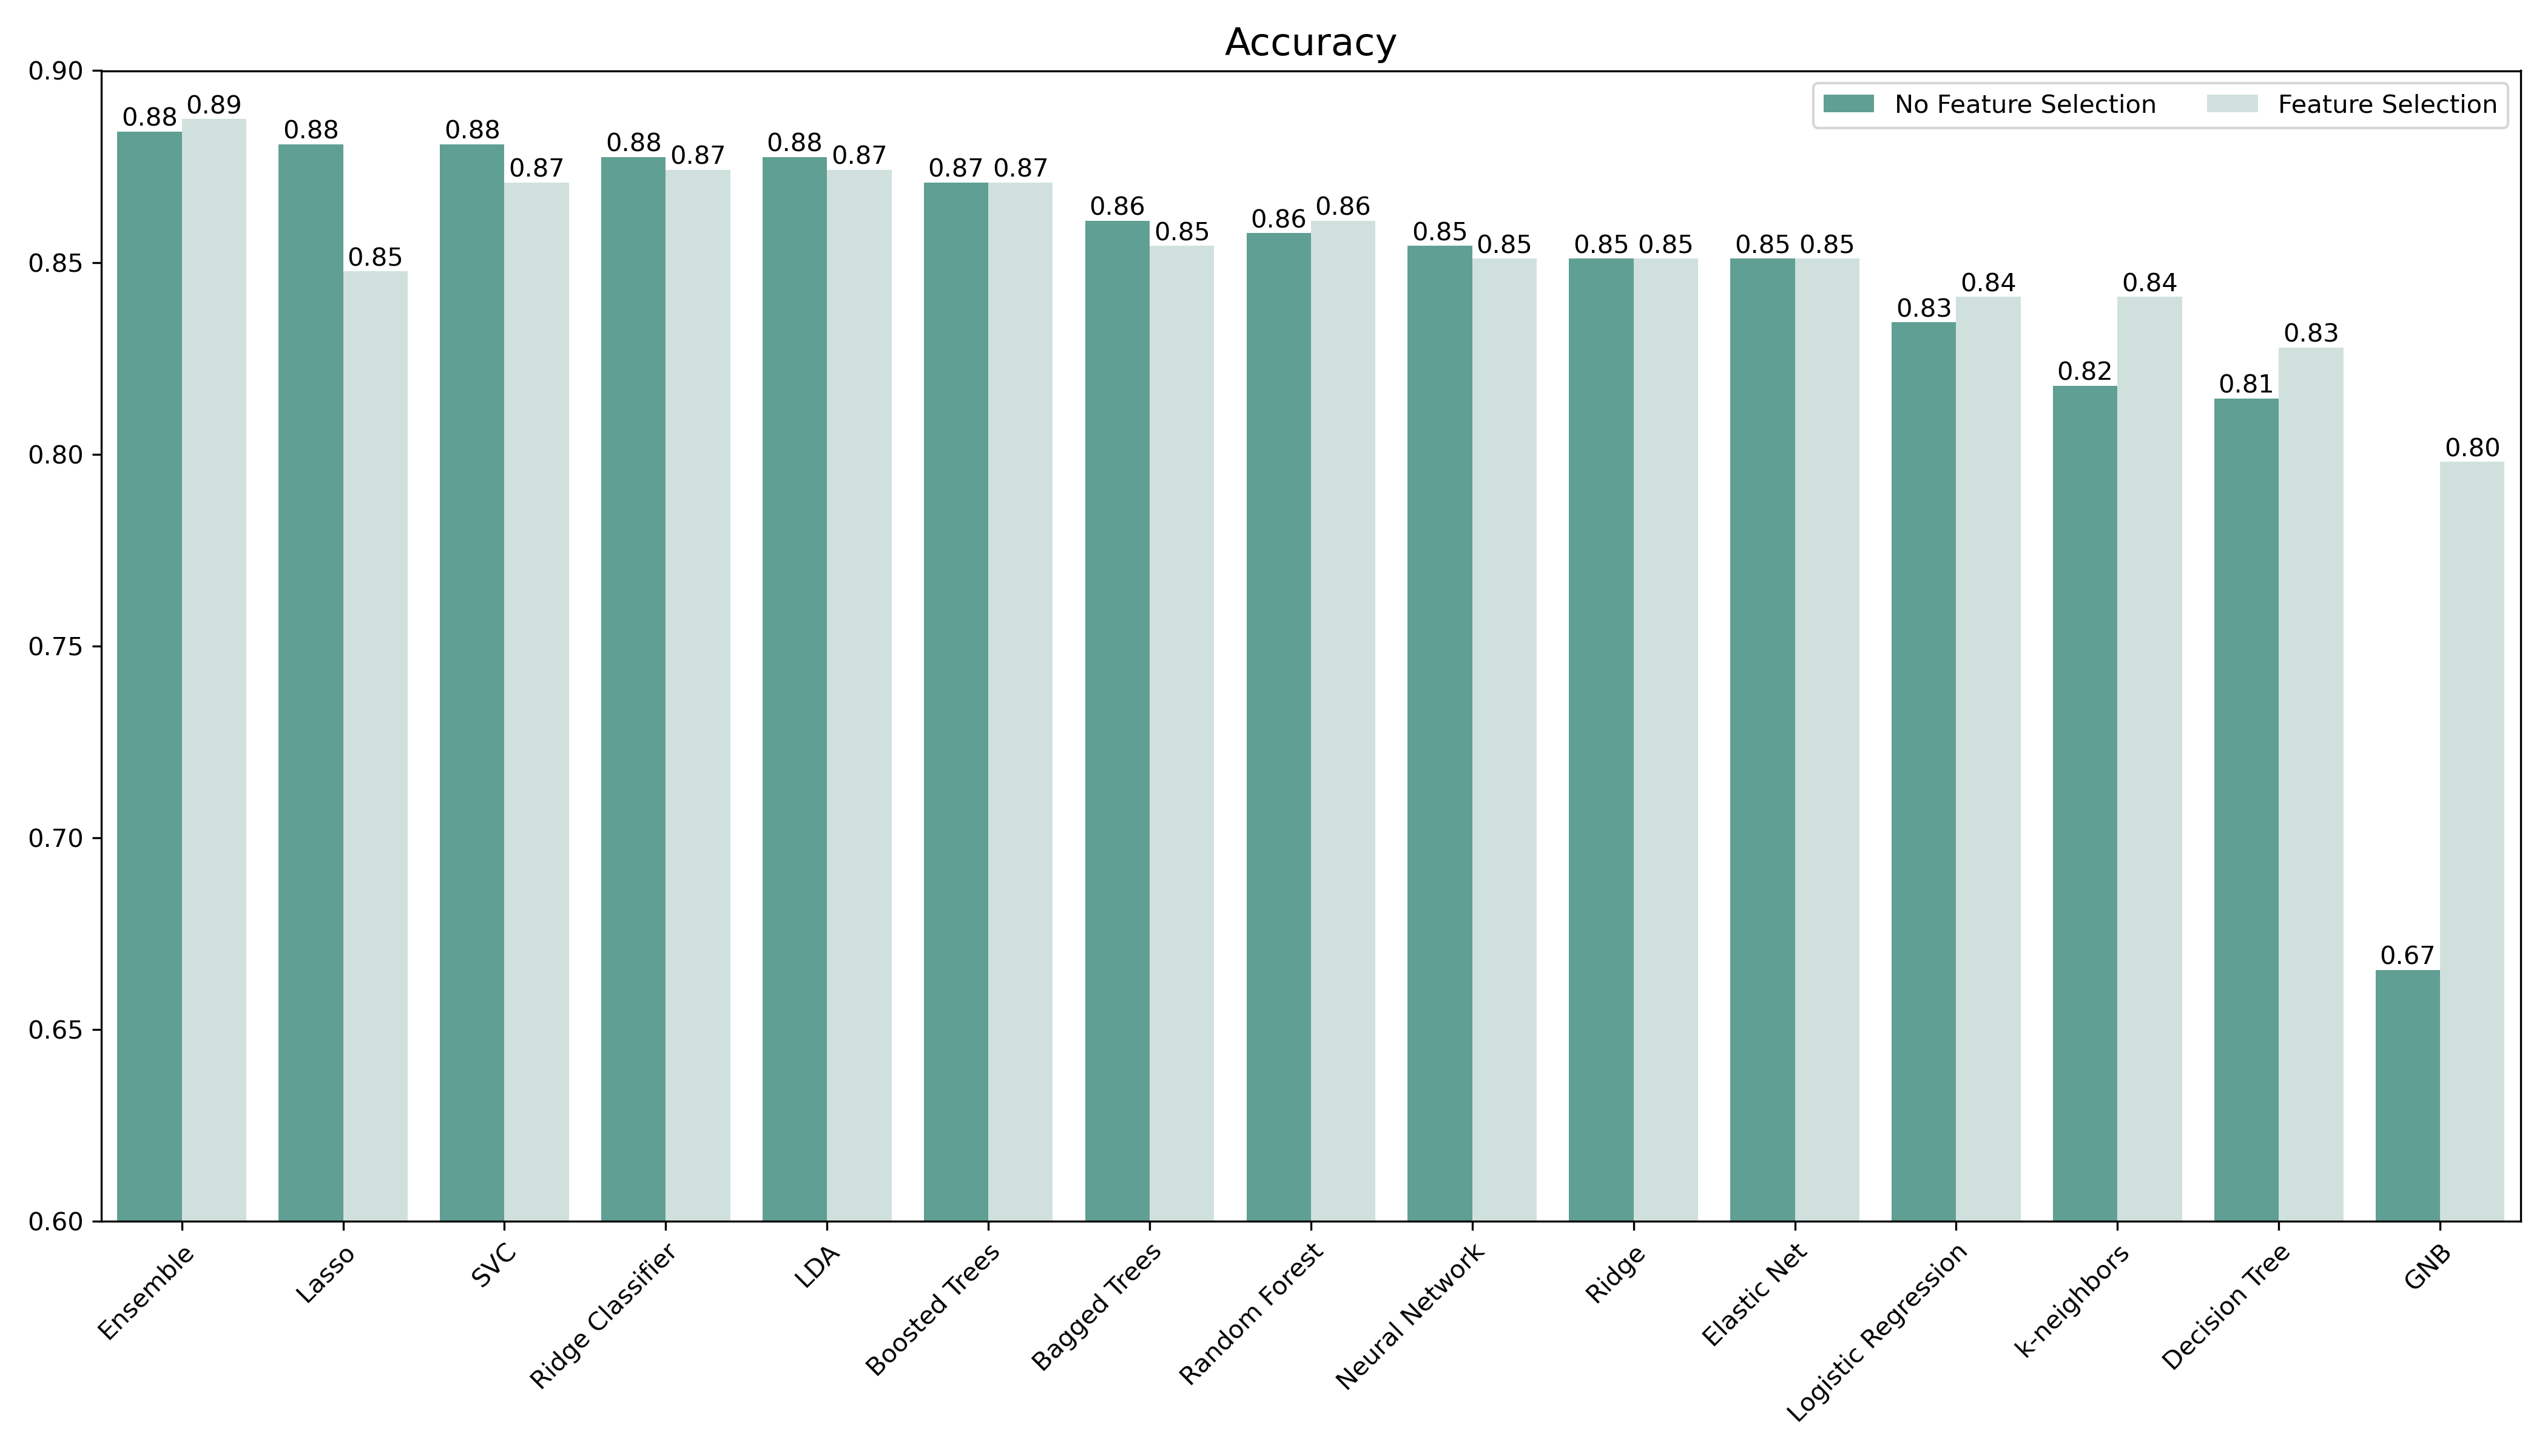 Accuracy
0.90
0.85
0.80
0.75
0.70
0.65
0.60
No Feature Selection
Feature Selection
0.88 0.89
0.88 0.85
0.88 0.87
0.88 0.87
0.88 0.87
0.87 0.87
0.86 0.85
0.86 0.86
0.85 0.85
0.85 0.85
0.85 0.85
0.83 0.84
0.82 0.84
0.81 0.83
0.67 0.80
Ensemble
Lasso
SVC
Ridge Classifier
LDA
Boosted Trees
Bagged Trees
Random Forest
Neural Network
Ridge
Elastic Net
Logistic Regression
k-neighbors
Decision Tree
GNB